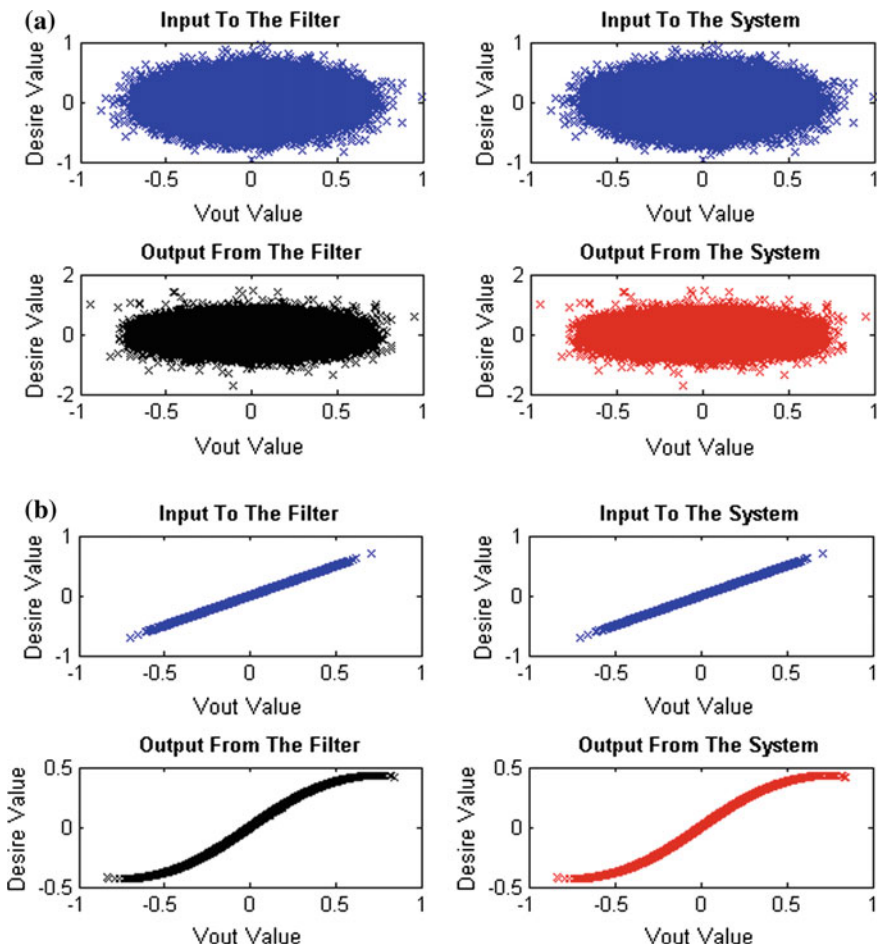 (a)
Input To The Filter
Input To The System
Desire Value
1
0
-1
-1
-0.5
0
0.5
1
Vout Value
Desire Value
1
0
-1
-1
-0.5
0
0.5
1
Vout Value
Output From The Filter
Output From The System
Desire Value
2
0
-2
-1
-0.5
0
0.5
1
Vout Value
Desire Value
2
0
-2
-1
-0.5
0
0.5
1
Vout Value
(b)
Input To The Filter
Input To The System
Desire Value
1
0
-1
-1
-0.5
0
0.5
1
Vout Value
Desire Value
1
0
-1
-1
-0.5
0
0.5
1
Vout Value
Output From The Filter
Output From The System
Desire Value
0.5
0
-0.5
-1
-0.5
0
0.5
1
Vout Value
Desire Value
0.5
0
-0.5
-1
-0.5
0
0.5
1
Vout Value